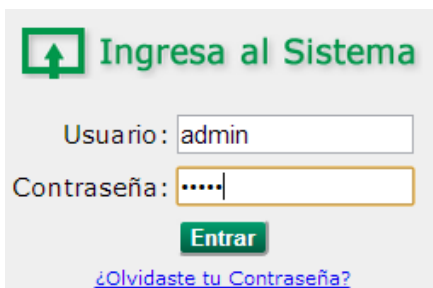 Ingresa al Sistema
Usuario: admin
Contraseña: •••••
Entrar
¿Olvidaste tu Contraseña?